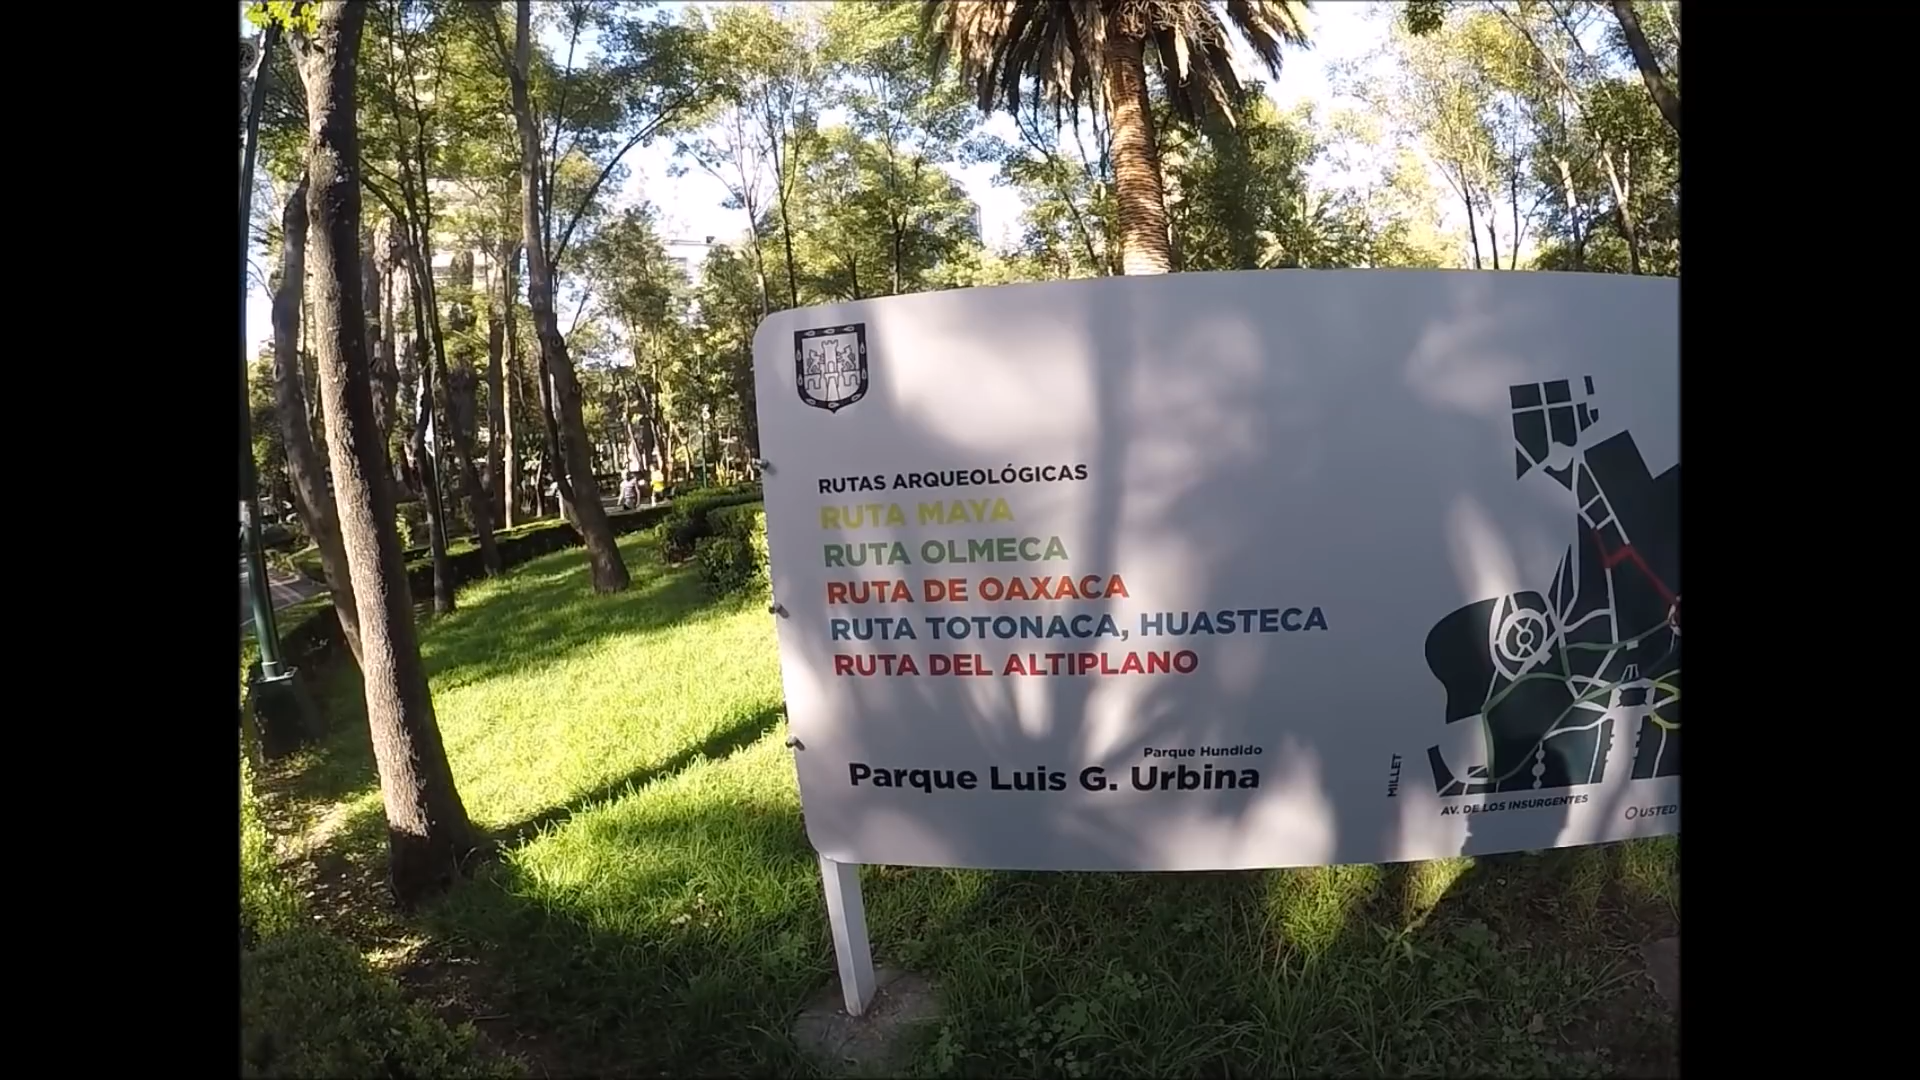 RUTAS ARQUEOLÓGICAS
RUTA MAYA
RUTA OLMECA
RUTA DE OAXACA
RUTA TOTONACA, HUASTECA
RUTA DEL ALTIPLANO
Parque Hundido
Parque Luis G. Urbina
MILLET
AV. DE LOS INSURGENTES
USTED